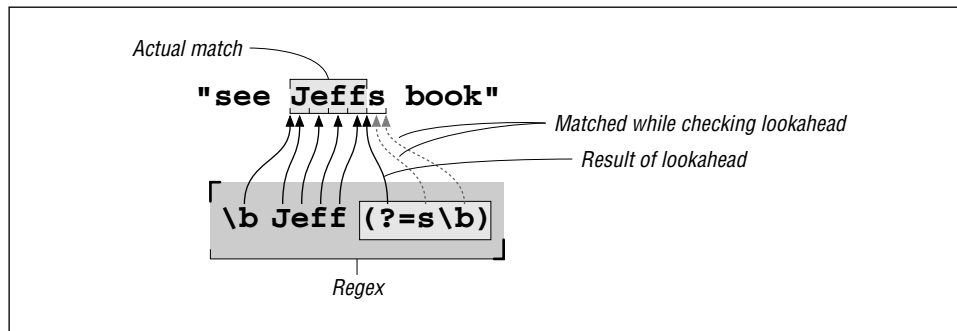 Actual match
"see Jeffs book"
Matched while checking lookahead
Result of lookahead
\b Jeff (?=s\b)
Regex